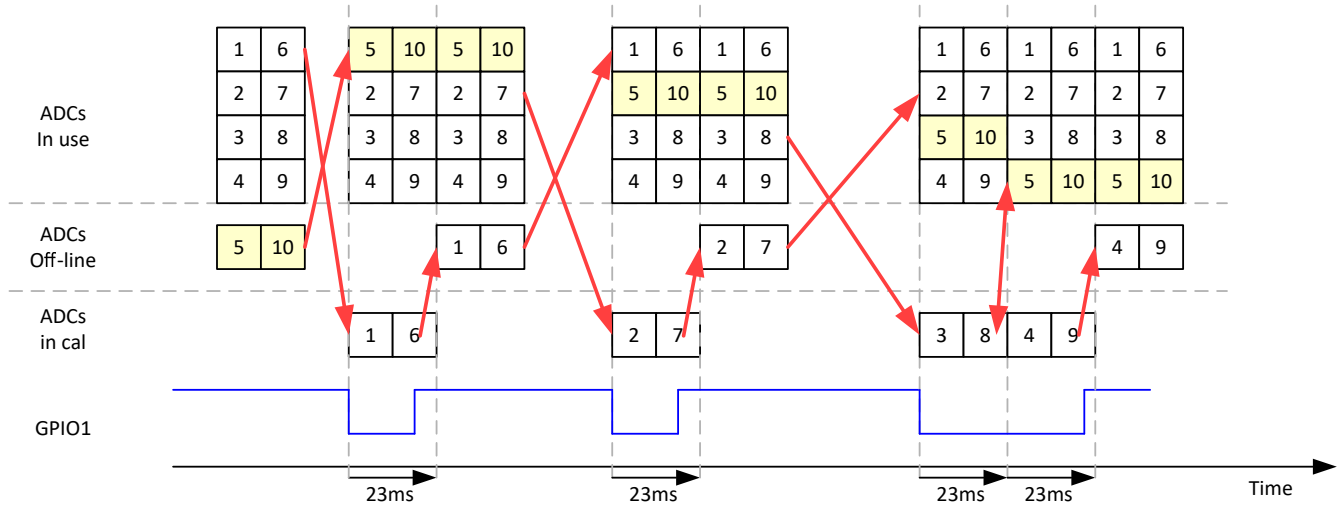 1 6 5 10 5 10 1 6 1 6 1 6 1 6 1 6
ADCs
In use
2 7 2 7 2 7 5 10 5 10 2 7 2 7 2 7
3 8 3 8 3 8 3 8 3 8 5 10 3 8 3 8
4 9 4 9 4 9 4 9 4 9 4 9 5 10 5 10
ADCs
Off-line
5 10 1 6 2 7 4 9
ADCs
in cal
1 6 2 7 3 8 4 9
GPIO1
23ms 23ms 23ms 23ms Time